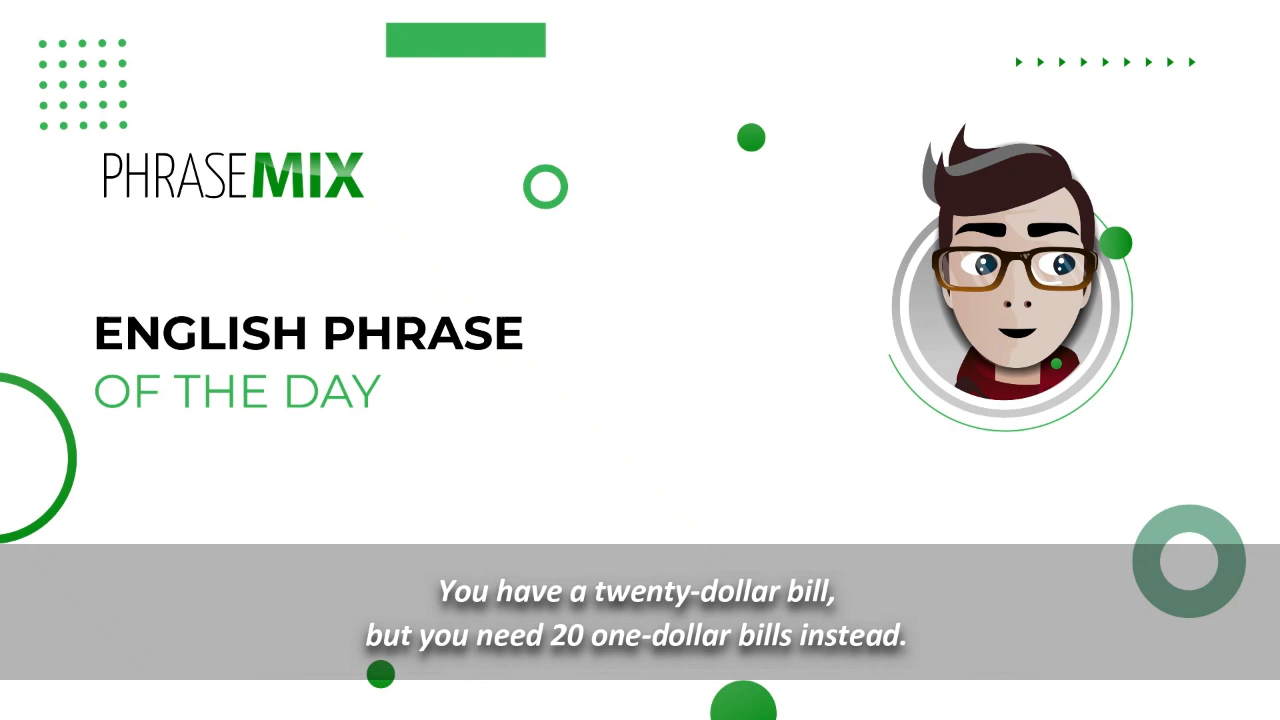 PHRASEMIX
ENGLISH PHRASE
OF THE DAY
You have a twenty-dollar bill,
but you need 20 one-dollar bills instead.